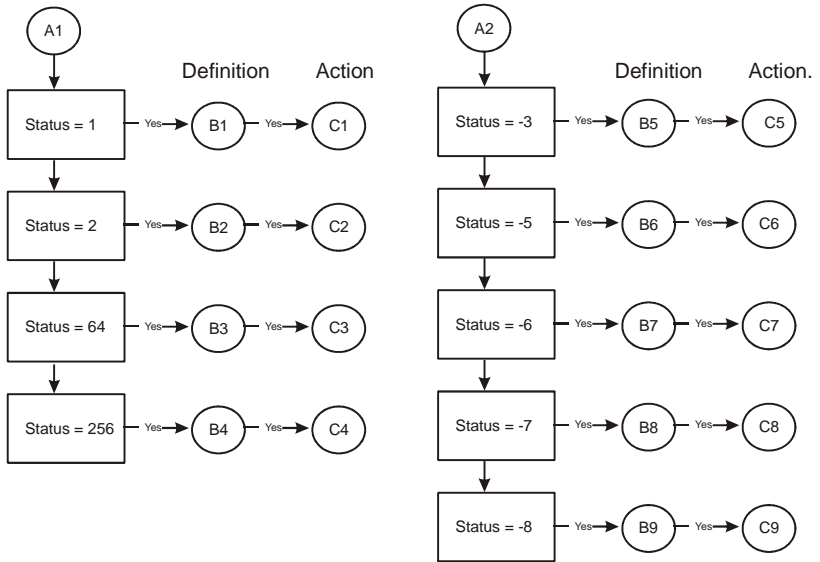 A1
Definition Action
Status = 1 Yes B1 Yes C1
Status = 2 Yes B2 Yes C2
Status = 64 Yes B3 Yes C3
Status = 256 Yes B4 Yes C4
A2
Definition Action.
Status = -3 Yes B5 Yes C5
Status = -5 Yes B6 Yes C6
Status = -6 Yes B7 Yes C7
Status = -7 Yes B8 Yes C8
Status = -8 Yes B9 Yes C9